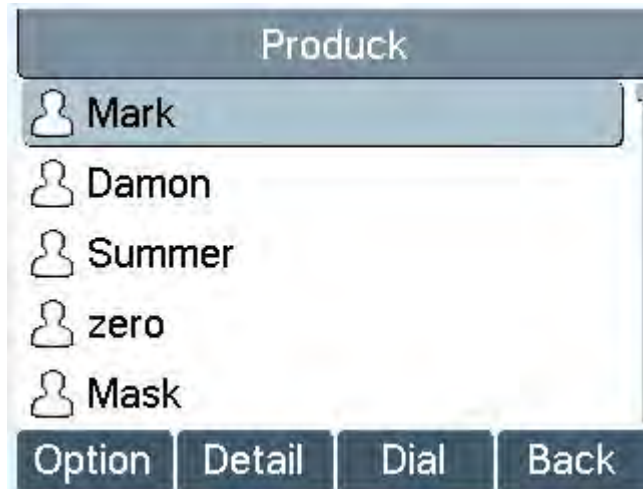 Produck
Mark
Damon
Summer
zero
Mask
Option Detail Dial Back